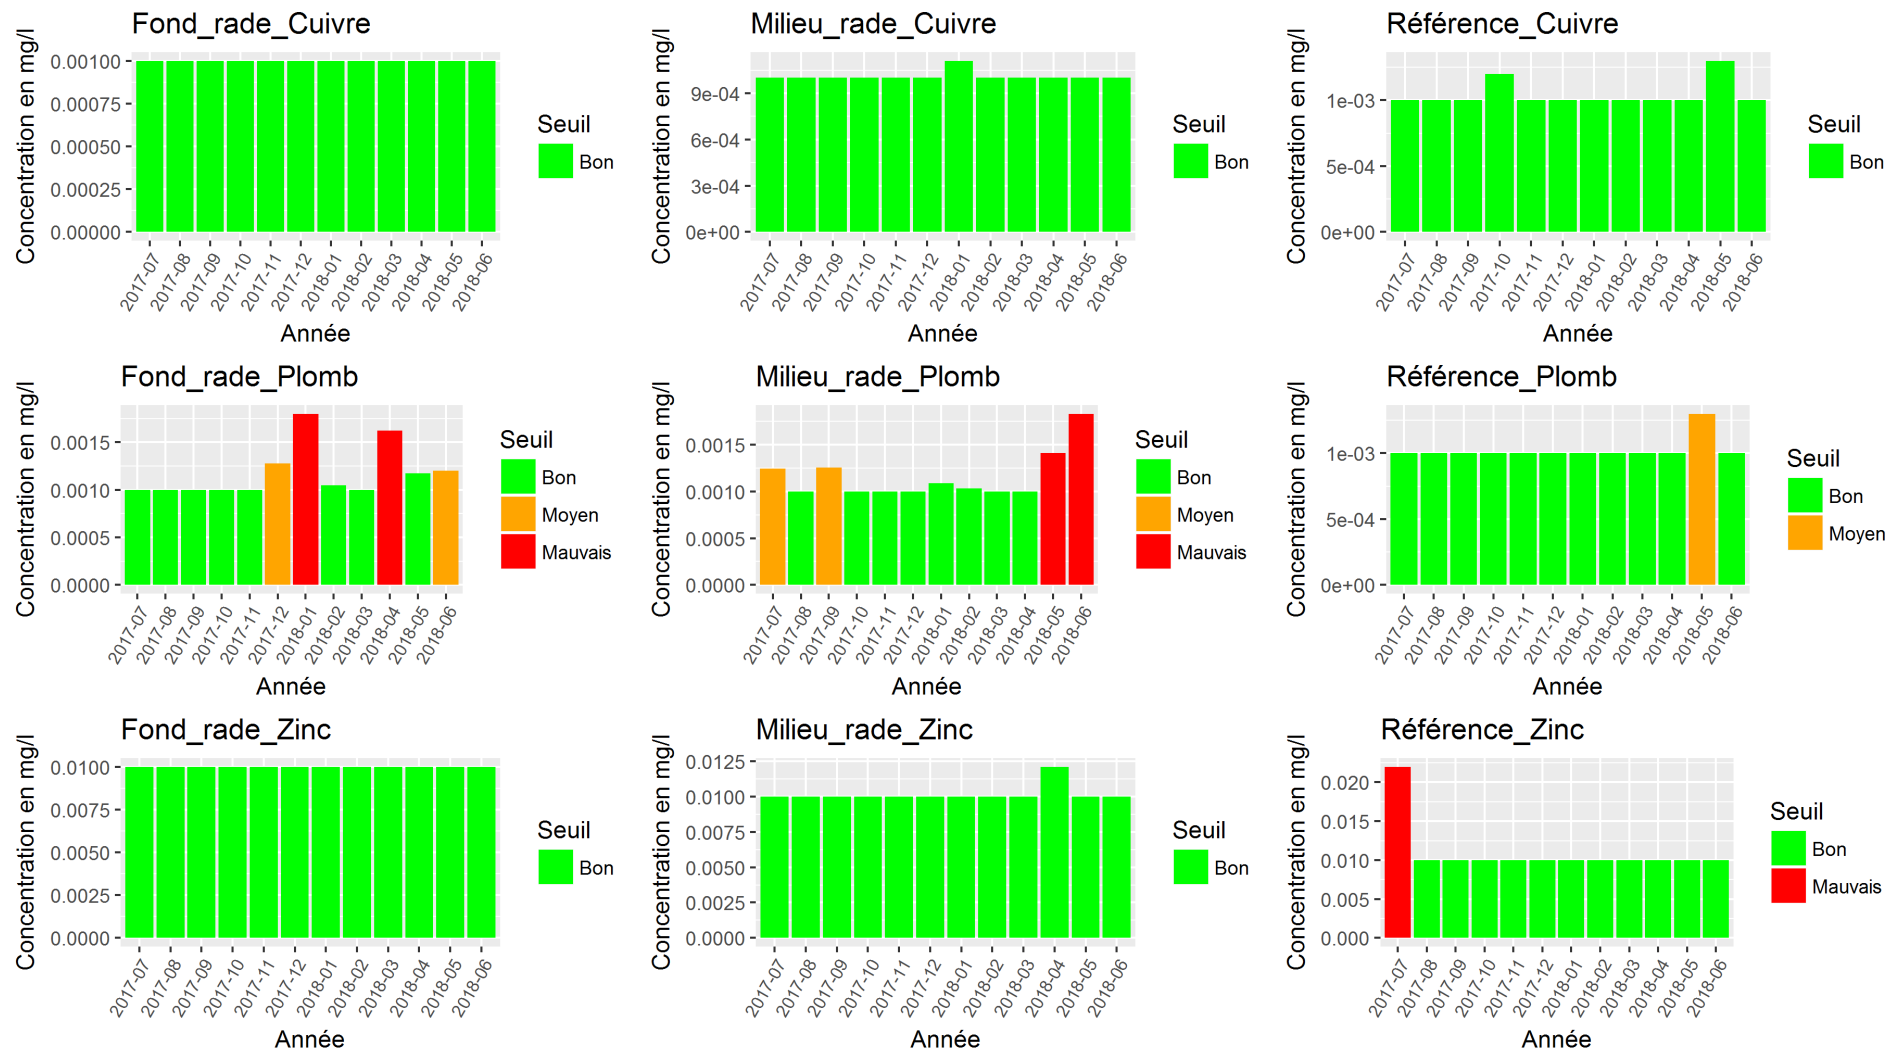 Fond_rade_Cuivre
Concentration en mg/l
0.00100
0.00075
0.00050
0.00025
0.00000
2017-07
2017-08
2017-09
2017-10
2017-11
2017-12
2018-01
2018-02
2018-03
2018-04
2018-05
2018-06
Année
Seuil
Bon
Milieu_rade_Cuivre
Concentration en mg/l
9e-04
6e-04
3e-04
0e+00
2017-07
2017-08
2017-09
2017-10
2017-11
2017-12
2018-01
2018-02
2018-03
2018-04
2018-05
2018-06
Année
Seuil
Bon
Référence_Cuivre
Concentration en mg/l
1e-03
5e-04
0e+00
2017-07
2017-08
2017-09
2017-10
2017-11
2017-12
2018-01
2018-02
2018-03
2018-04
2018-05
2018-06
Année
Seuil
Bon
Fond_rade_Plomb
Concentration en mg/l
0.0015
0.0010
0.0005
0.0000
2017-07
2017-08
2017-09
2017-10
2017-11
2017-12
2018-01
2018-02
2018-03
2018-04
2018-05
2018-06
Année
Seuil
Bon
Moyen
Mauvais
Milieu_rade_Plomb
Concentration en mg/l
0.0015
0.0010
0.0005
0.0000
2017-07
2017-08
2017-09
2017-10
2017-11
2017-12
2018-01
2018-02
2018-03
2018-04
2018-05
2018-06
Année
Seuil
Bon
Moyen
Mauvais
Référence_Plomb
Concentration en mg/l
1e-03
5e-04
0e+00
2017-07
2017-08
2017-09
2017-10
2017-11
2017-12
2018-01
2018-02
2018-03
2018-04
2018-05
2018-06
Année
Seuil
Bon
Moyen
Fond_rade_Zinc
Concentration en mg/l
0.0100
0.0075
0.0050
0.0025
0.0000
2017-07
2017-08
2017-09
2017-10
2017-11
2017-12
2018-01
2018-02
2018-03
2018-04
2018-05
2018-06
Année
Seuil
Bon
Milieu_rade_Zinc
Concentration en mg/l
0.0125
0.0100
0.0075
0.0050
0.0025
0.0000
2017-07
2017-08
2017-09
2017-10
2017-11
2017-12
2018-01
2018-02
2018-03
2018-04
2018-05
2018-06
Année
Seuil
Bon
Référence_Zinc
Concentration en mg/l
0.020
0.015
0.010
0.005
0.000
2017-07
2017-08
2017-09
2017-10
2017-11
2017-12
2018-01
2018-02
2018-03
2018-04
2018-05
2018-06
Année
Seuil
Bon
Mauvais